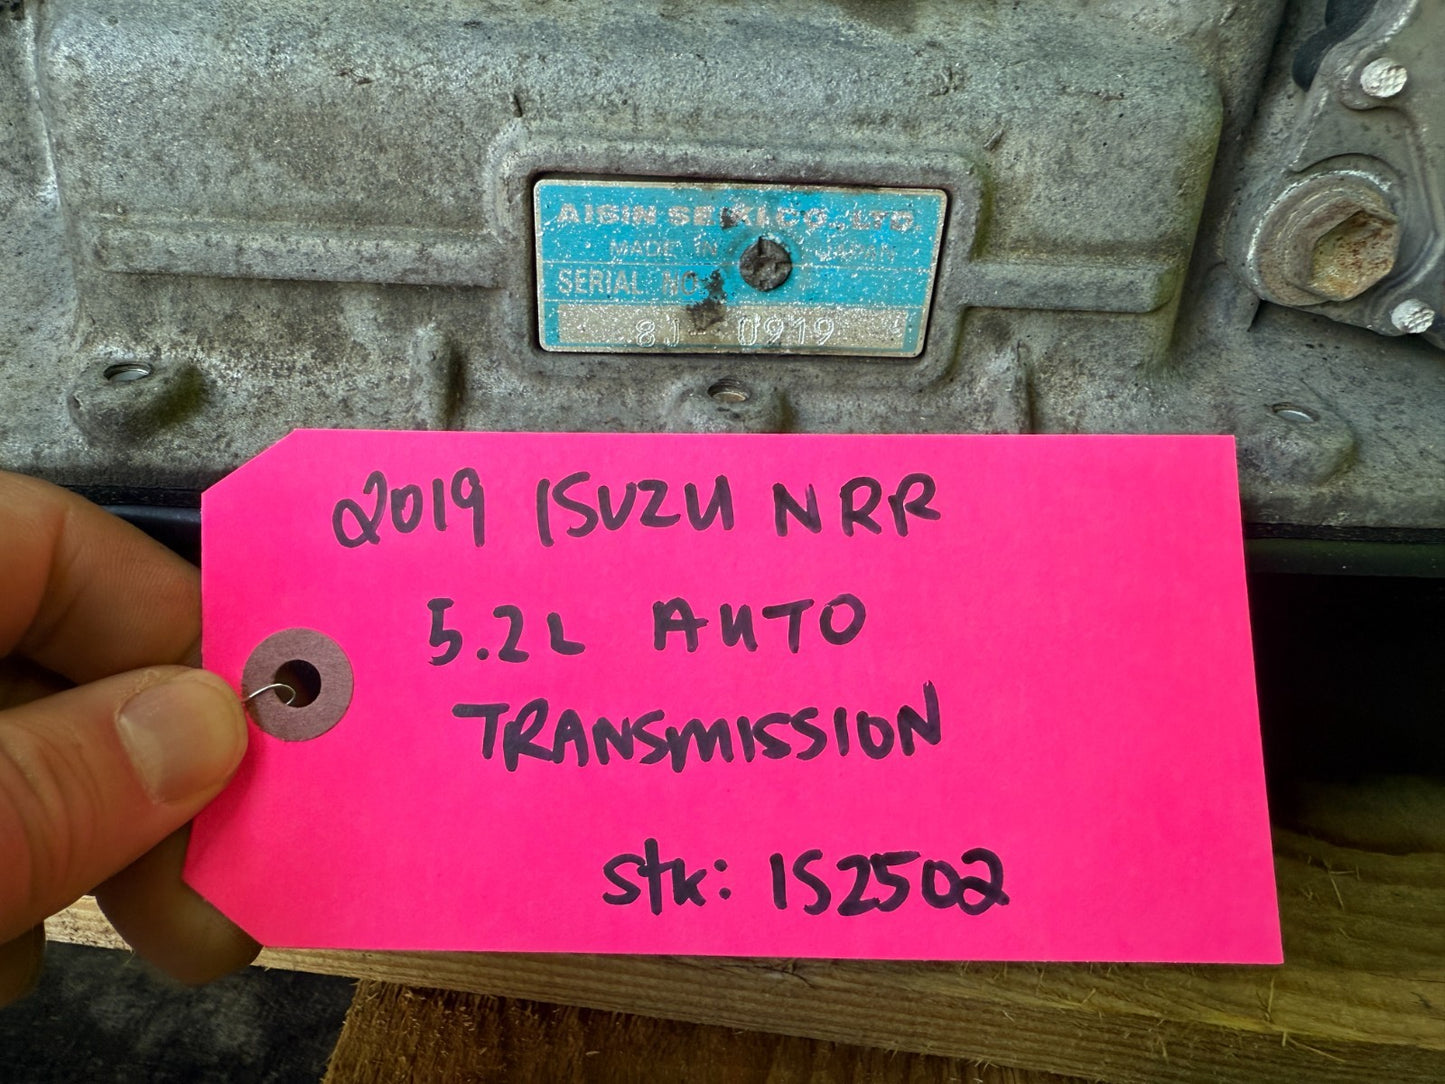 AISIN SEIKI CO., LTD.
MADE IN JAPAN
SERIAL NO.
8J- 0919
2019 ISUZU NRR
5.2L AUTO
TRANSMISSION
Stk: IS2502